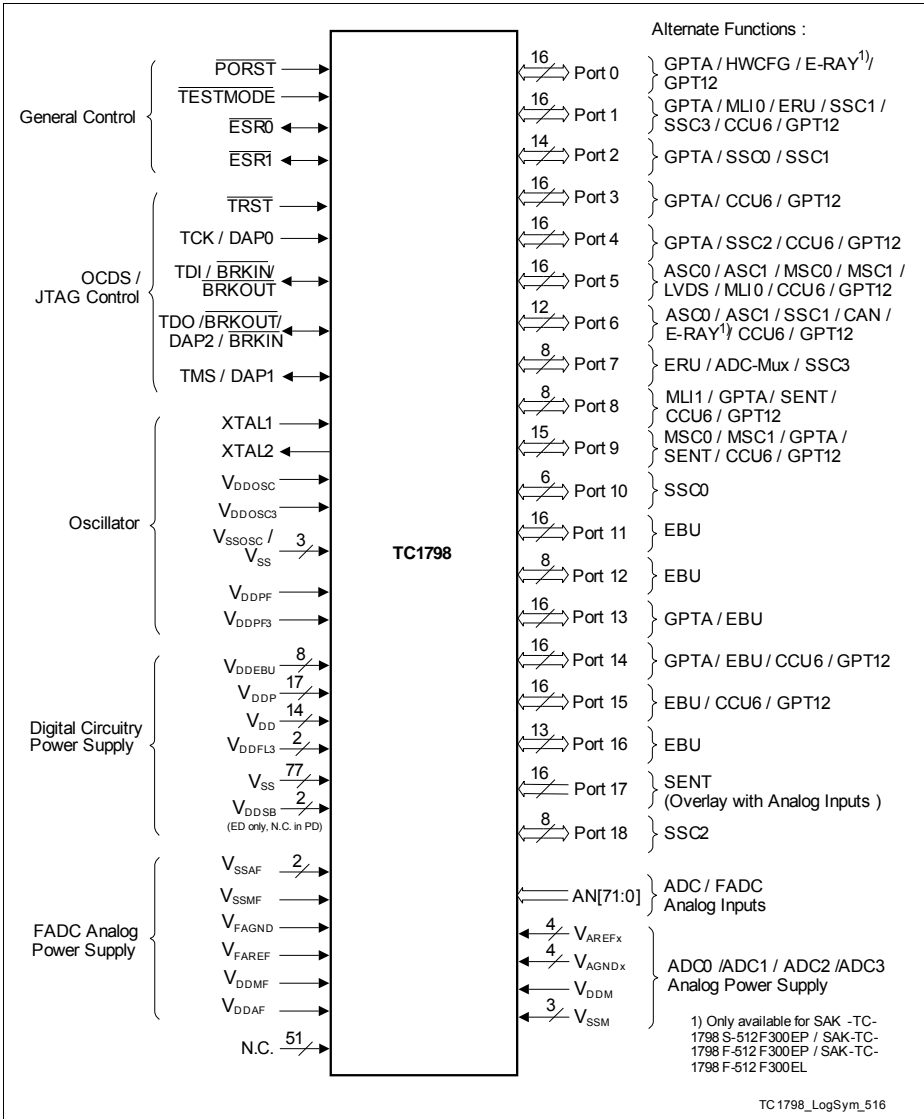 Alternate Functions :
General Control
PORST
TESTMODE
ESR0
ESR1
OCDS /
JTAG Control
TRST
TCK / DAP0
TDI / BRKIN/
BRKOUT
TDO /BRKOUT/
DAP2 / BRKIN
TMS / DAP1
Oscillator
XTAL1
XTAL2
VDDOSC
VDDOSC3
VSSOSC /
VSS 3
VDDPF
VDDPF3
Digital Circuitry
Power Supply
VDDEBU 8
VDDP 17
VDD 14
VDDFL3 2
VSS 77
VDDSB 2
(ED only, N.C. in PD)
FADC Analog
Power Supply
VSSAF 2
VSSMF
VFAGND
VFAREF
VDDMF
VDDAF
N.C. 51
TC1798
16 Port 0 GPTA / HWCFG / E-RAY1)/
GPT12
16 Port 1 GPTA / MLI0 / ERU / SSC1 /
SSC3 / CCU6 / GPT12
14 Port 2 GPTA / SSC0 / SSC1
16 Port 3 GPTA / CCU6 / GPT12
16 Port 4 GPTA / SSC2 / CCU6 / GPT12
16 Port 5 ASC0 / ASC1 / MSC0 / MSC1 /
LVDS / MLI0 / CCU6 / GPT12
12 Port 6 ASC0 / ASC1 / SSC1 / CAN /
E-RAY1)/ CCU6 / GPT12
8 Port 7 ERU / ADC-Mux / SSC3
8 Port 8 MLI1 / GPTA / SENT /
CCU6 / GPT12
15 Port 9 MSC0 / MSC1 / GPTA /
SENT / CCU6 / GPT12
6 Port 10 SSC0
16 Port 11 EBU
8 Port 12 EBU
16 Port 13 GPTA / EBU
16 Port 14 GPTA / EBU / CCU6 / GPT12
16 Port 15 EBU / CCU6 / GPT12
13 Port 16 EBU
16 Port 17 SENT
(Overlay with Analog Inputs )
8 Port 18 SSC2
AN[71:0] ADC / FADC
Analog Inputs
4 VAREFx
4 VAGNDx
VDDM
3 VSSM
ADC0 /ADC1 / ADC2 /ADC3
Analog Power Supply
1) Only available for SAK -TC-
1798 S-512 F300 EP / SAK-TC-
1798 F-512 F300 EP / SAK-TC-
1798 F-512 F300 EL
TC1798_LogSym_516